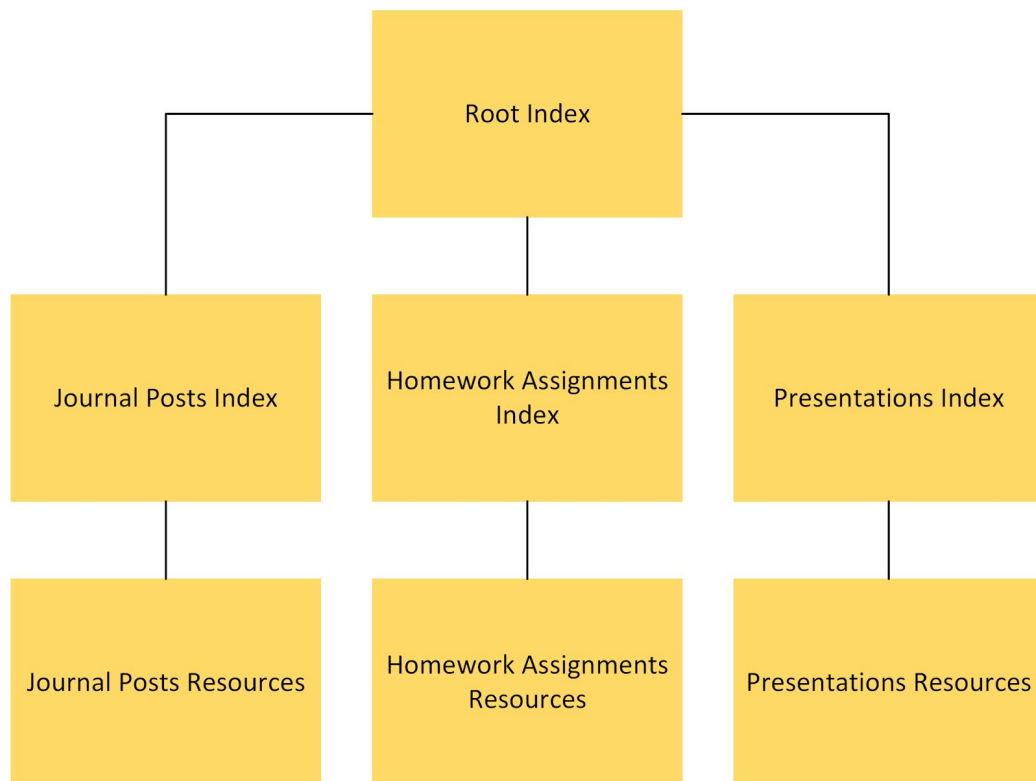 Root Index
Journal Posts Index
Homework Assignments
Index
Presentations Index
Journal Posts Resources
Homework Assignments
Resources
Presentations Resources